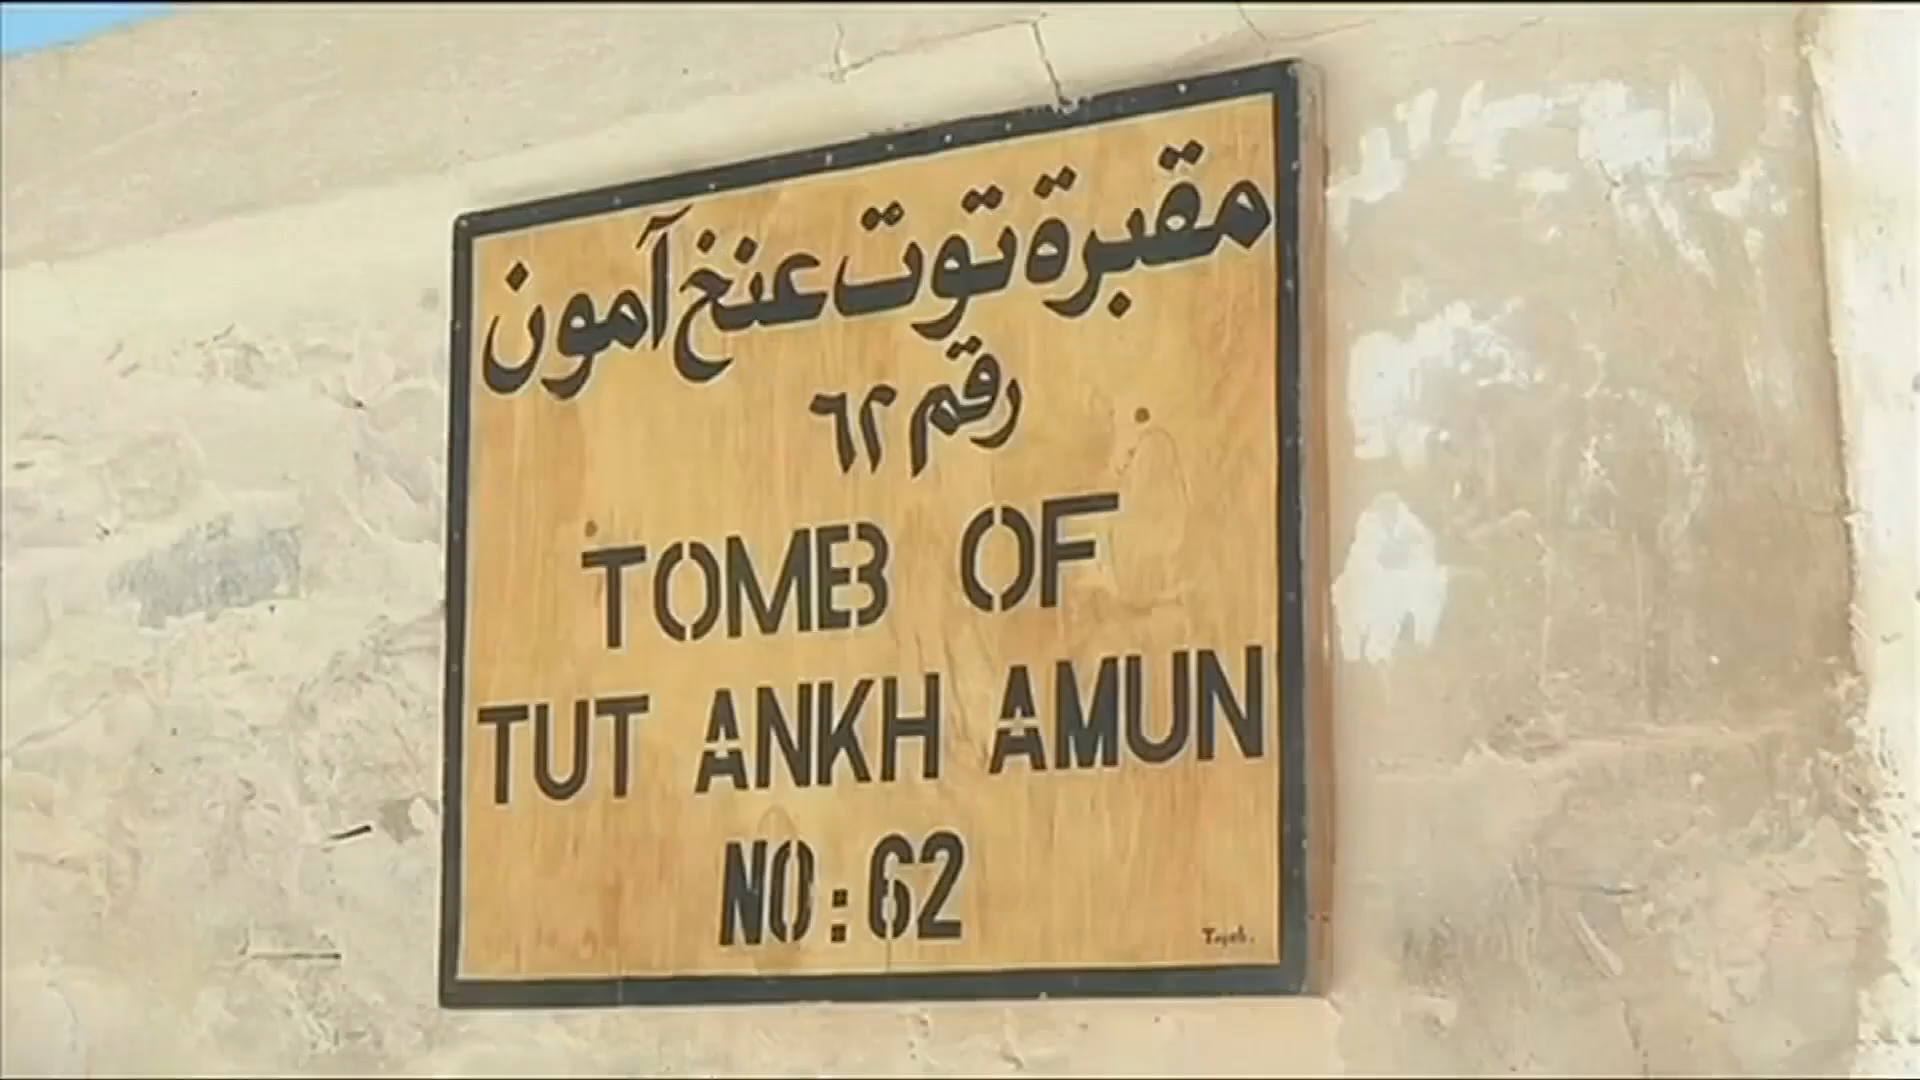 مقبرة توت عنخ آمون
رقم ٦٢
TOMB OF
TUT ANKH AMUN
NO: 62